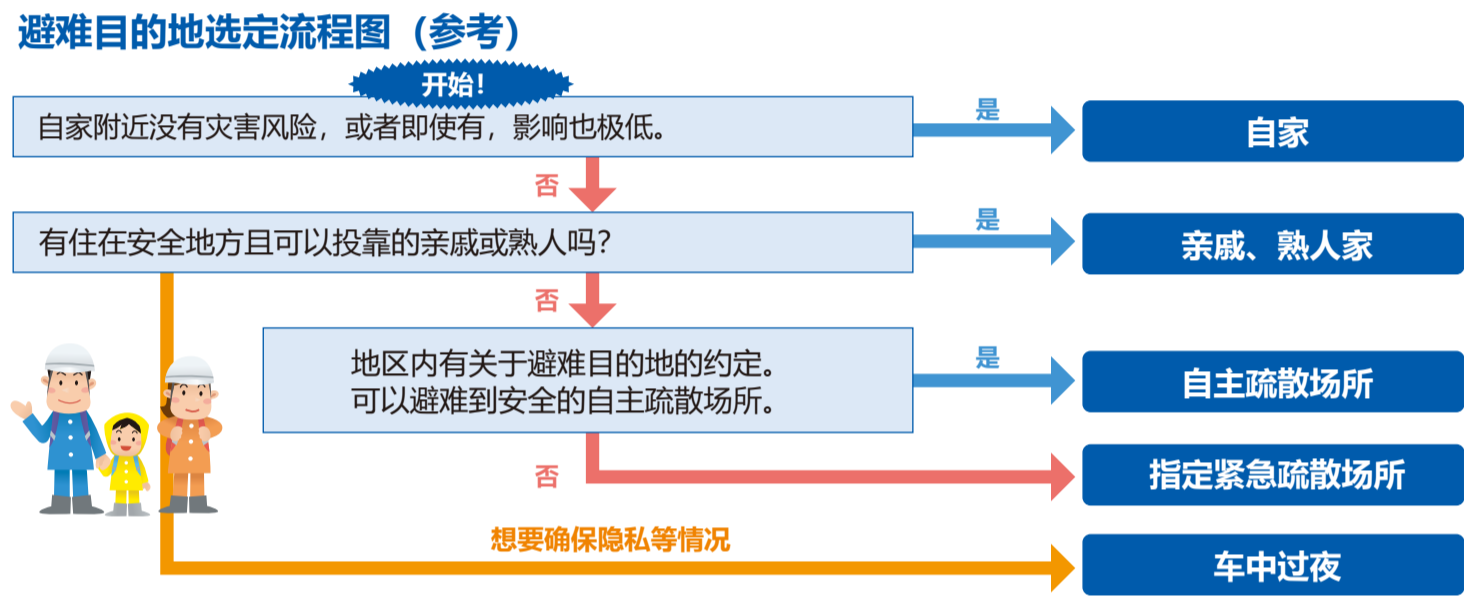 避难目的地选定流程图（参考）
开始！
自家附近没有灾害风险，或者即使有，影响也极低。
是
自家
否
有住在安全地方且可以投靠的亲戚或熟人吗？
是
亲戚、熟人家
否
地区内有关于避难目的地的约定。
可以避难到安全的自主疏散场所。
是
自主疏散场所
否
指定紧急疏散场所
想要确保隐私等情况
车中过夜